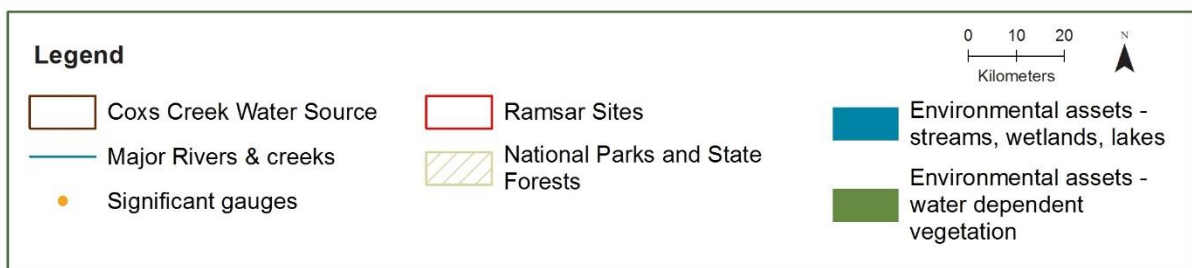 Legend
0 10 20
Kilometers
N
Coxs Creek Water Source
Major Rivers & creeks
Significant gauges
Ramsar Sites
National Parks and State
Forests
Environmental assets -
streams, wetlands, lakes
Environmental assets -
water dependent
vegetation